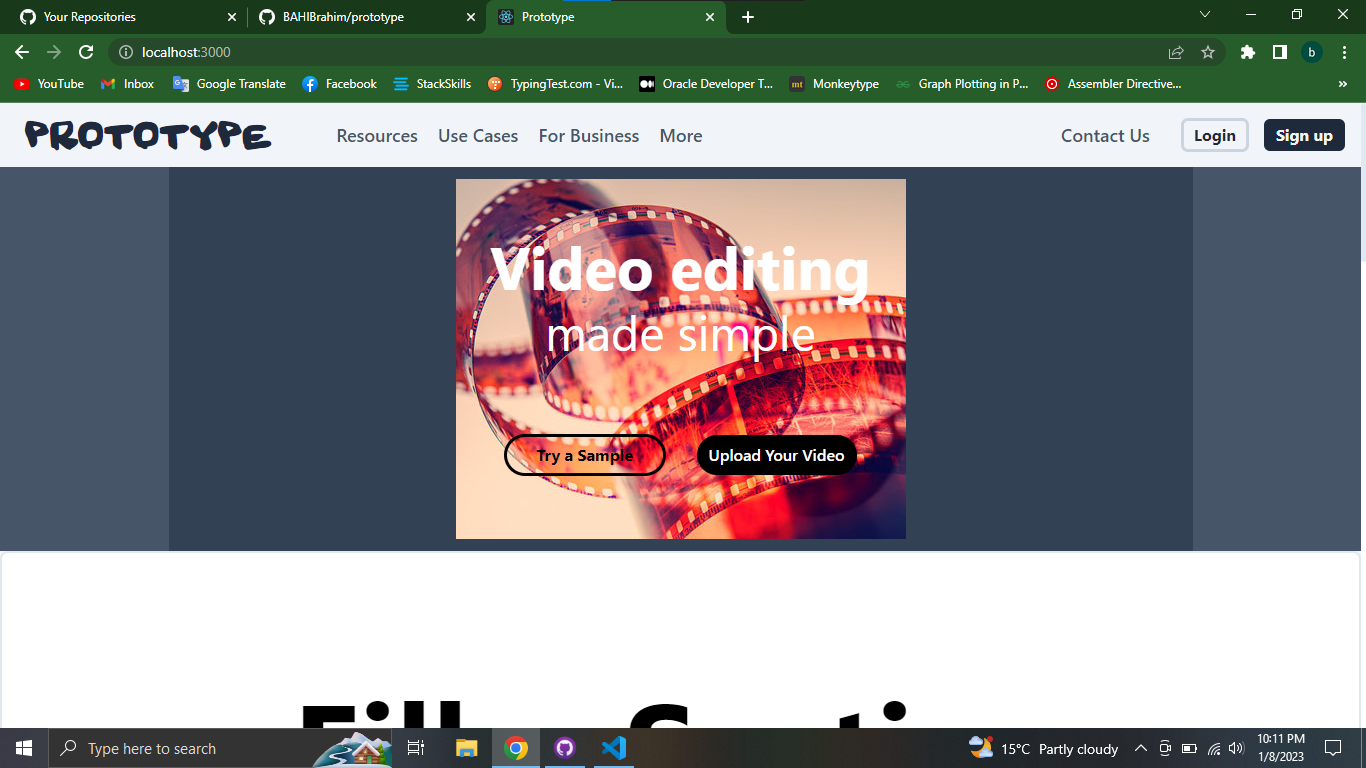 Your Repositories
BAHIBrahim/prototype
Prototype
localhost:3000
b
YouTube
Inbox
Google Translate
Facebook
StackSkills
TypingTest.com - Vi...
Oracle Developer T...
mt
Monkeytype
Graph Plotting in P...
Assembler Directive...
PROTOTYPE
Resources
Use Cases
For Business
More
Contact Us
Login
Sign up
Video editing
made simple
Try a Sample
Upload Your Video
Type here to search
15°C Partly cloudy
10:11 PM
1/8/2023